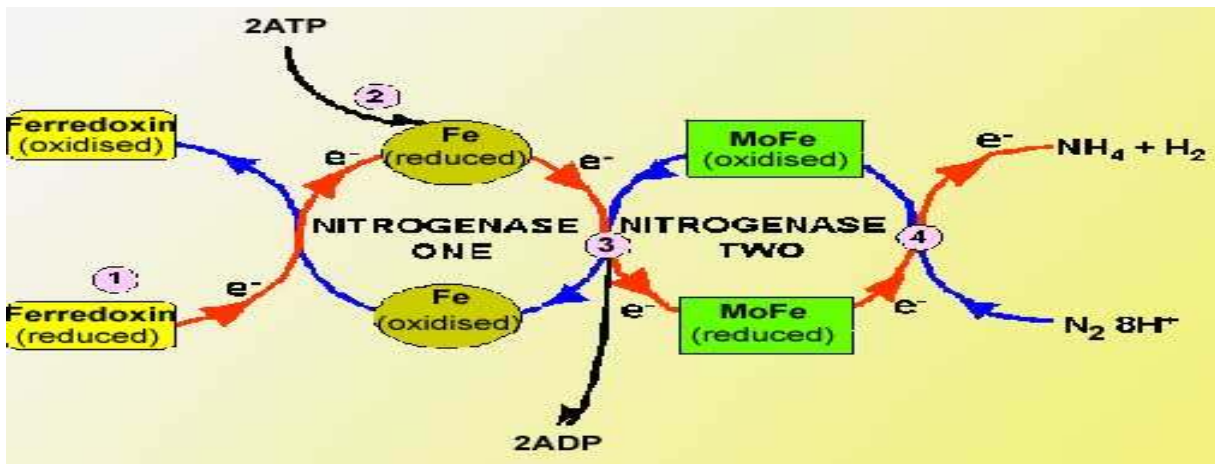 2ATP
2
Ferredoxin
(oxidised)
e-
Fe
(reduced)
e-
MoFe
(oxidised)
e-
NH4 + H2
NITROGENASE
ONE
3
NITROGENASE
TWO
4
1
e-
Ferredoxin
(reduced)
Fe
(oxidised)
e-
MoFe
(reduced)
e-
N2 8H+
2ADP